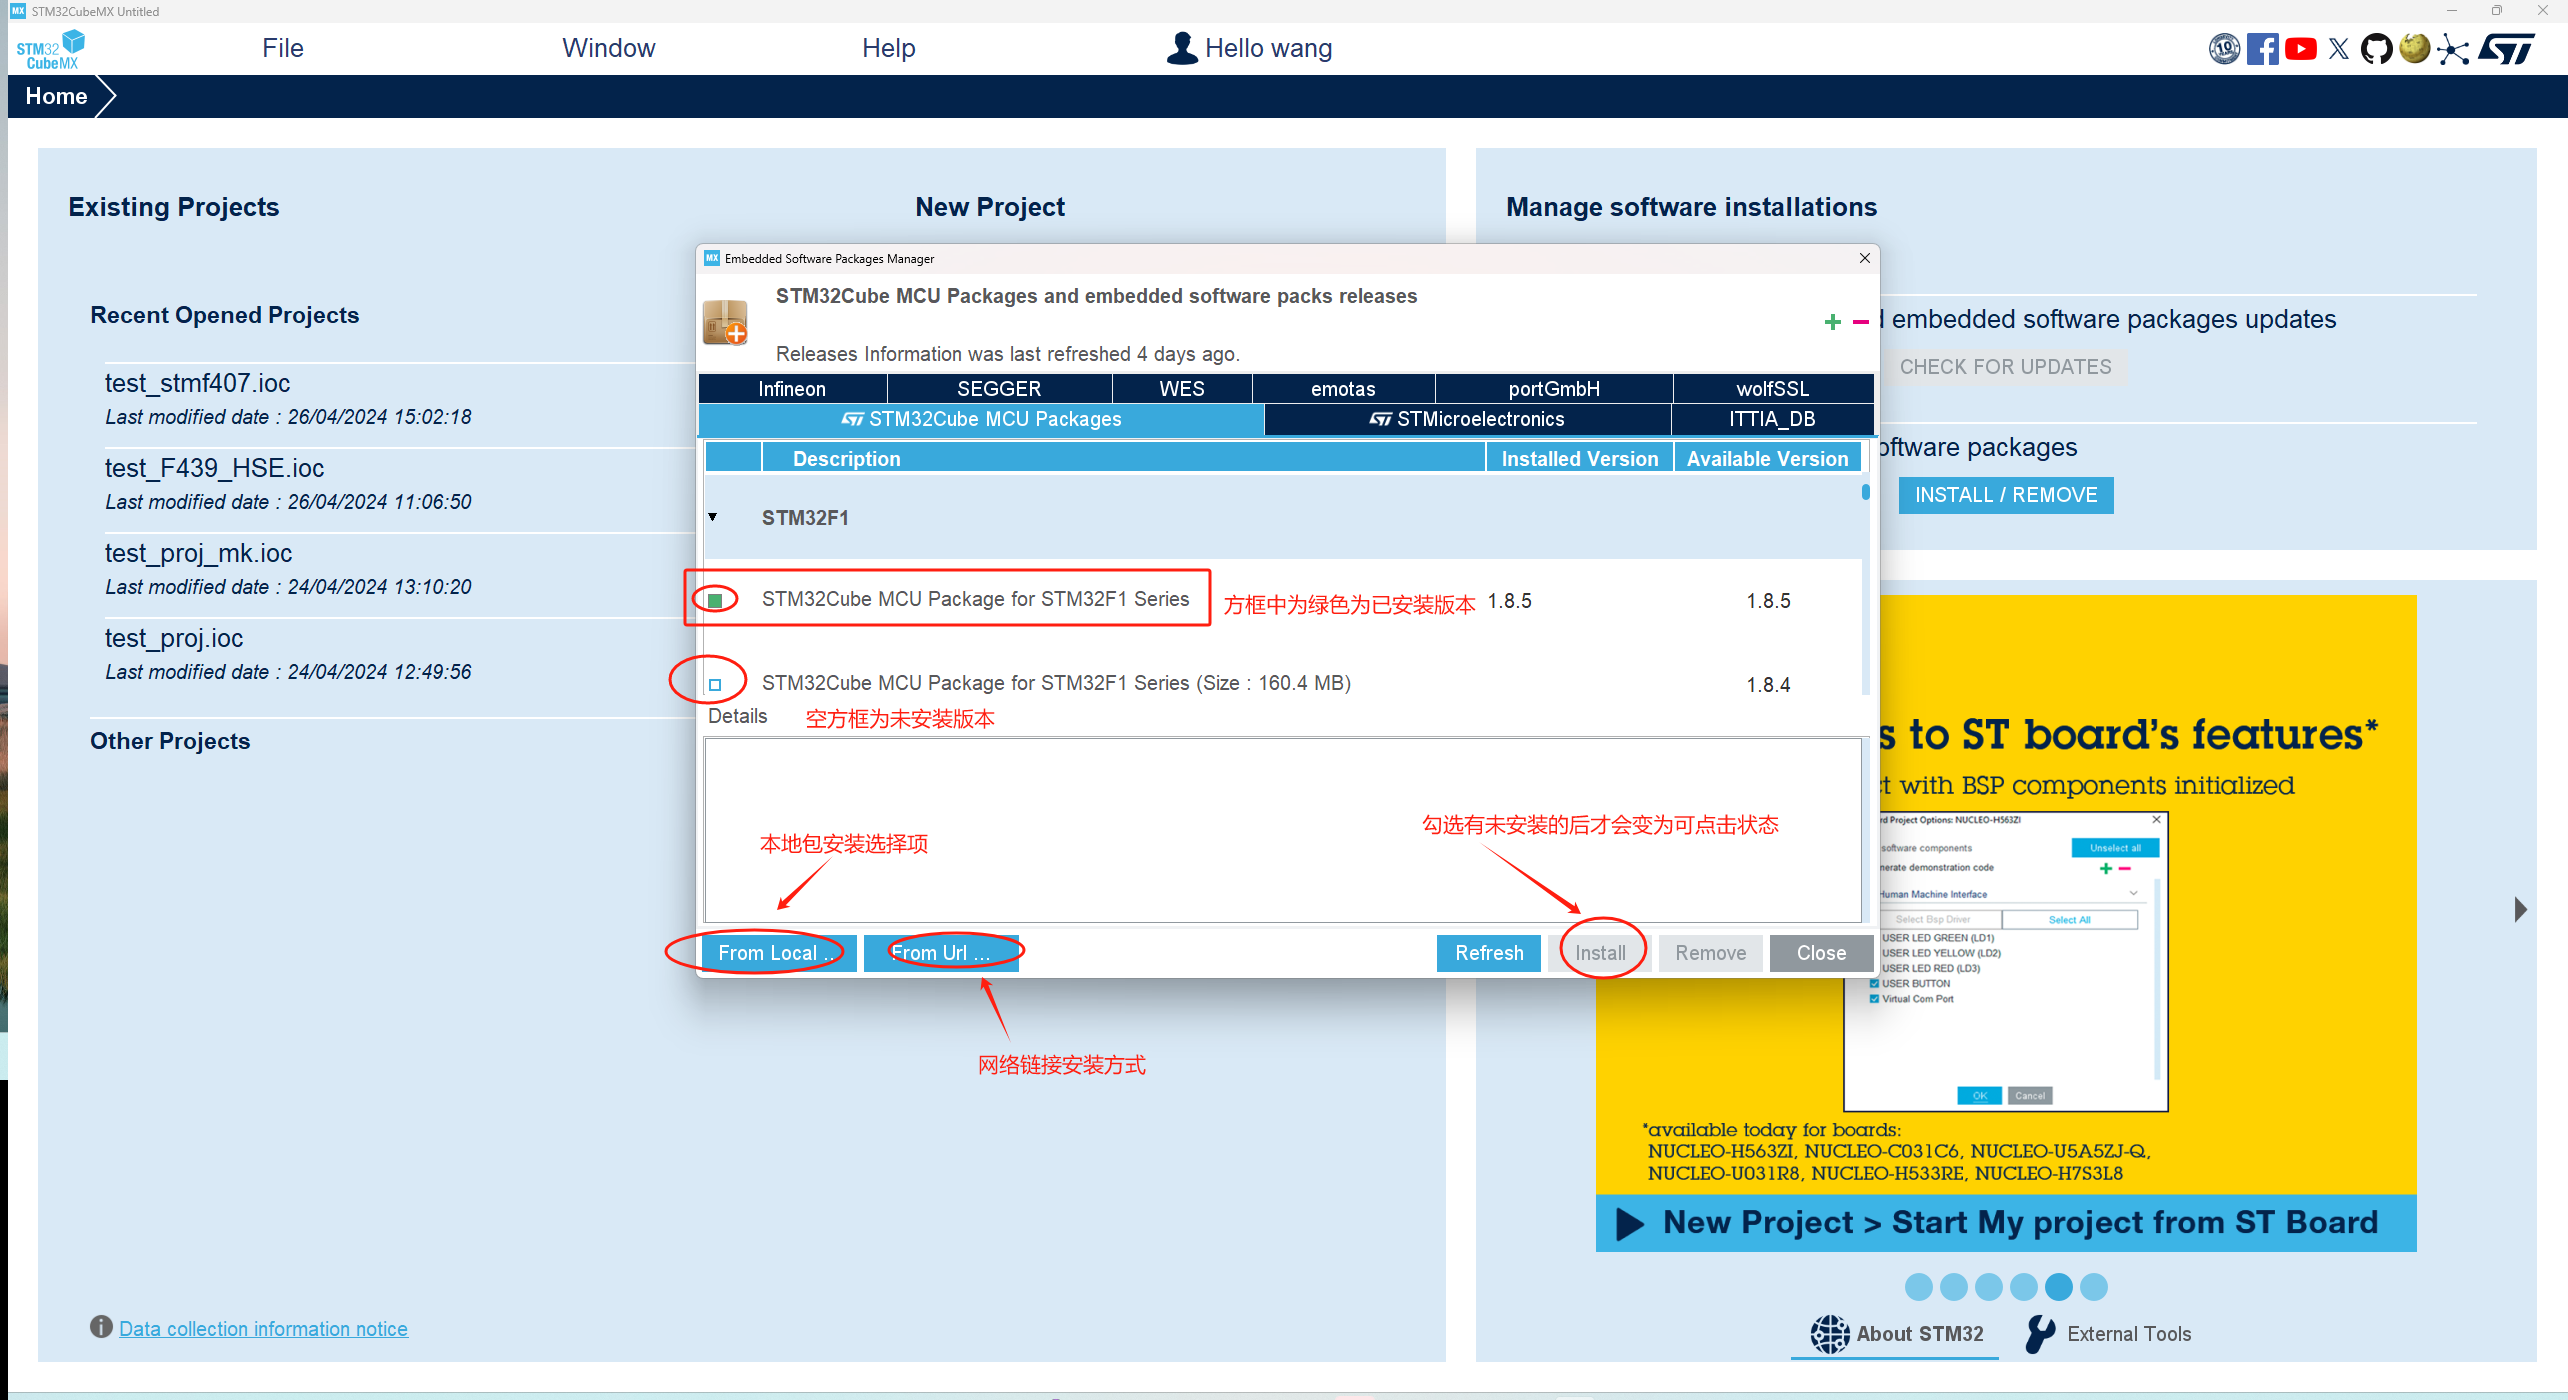 MX STM32CubeMX Untitled
STM32 CubeMX
File
Window
Help
Hello wang
10
Home
Existing Projects
New Project
Manage software installations
Recent Opened Projects
test_stmf407.ioc
Last modified date : 26/04/2024 15:02:18
test_F439_HSE.ioc
Last modified date : 26/04/2024 11:06:50
test_proj_mk.ioc
Last modified date : 24/04/2024 13:10:20
test_proj.ioc
Last modified date : 24/04/2024 12:49:56
Other Projects
Data collection information notice
MX Embedded Software Packages Manager
STM32Cube MCU Packages and embedded software packs releases
Releases Information was last refreshed 4 days ago.
Infineon
SEGGER
WES
emotas
portGmbH
wolfSSL
STM32Cube MCU Packages
STMicroelectronics
ITTIA_DB
Description
Installed Version
Available Version
STM32F1
STM32Cube MCU Package for STM32F1 Series
方框中为绿色为已安装版本
1.8.5
1.8.5
STM32Cube MCU Package for STM32F1 Series (Size : 160.4 MB)
1.8.4
Details
空方框为未安装版本
本地包安装选择项
勾选有未安装的后才会变为可点击状态
From Local ...
From Url ...
Refresh
Install
Remove
Close
网络链接安装方式
embedded software packages updates
CHECK FOR UPDATES
oftware packages
INSTALL / REMOVE
s to ST board's features*
t with BSP components initialized
rd Project Options: NUCLEO-H563ZI
software components
Unselect all
nerate demonstration code
Human Machine Interface
Select Bsp Driver
Select All
USER LED GREEN (LD1)
USER LED YELLOW (LD2)
USER LED RED (LD3)
USER BUTTON
Virtual Com Port
OK
Cancel
*available today for boards:
NUCLEO-H563ZI, NUCLEO-C031C6, NUCLEO-U5A5ZJ-Q,
NUCLEO-U031R8, NUCLEO-H533RE, NUCLEO-H7S3L8
New Project > Start My project from ST Board
About STM32
External Tools